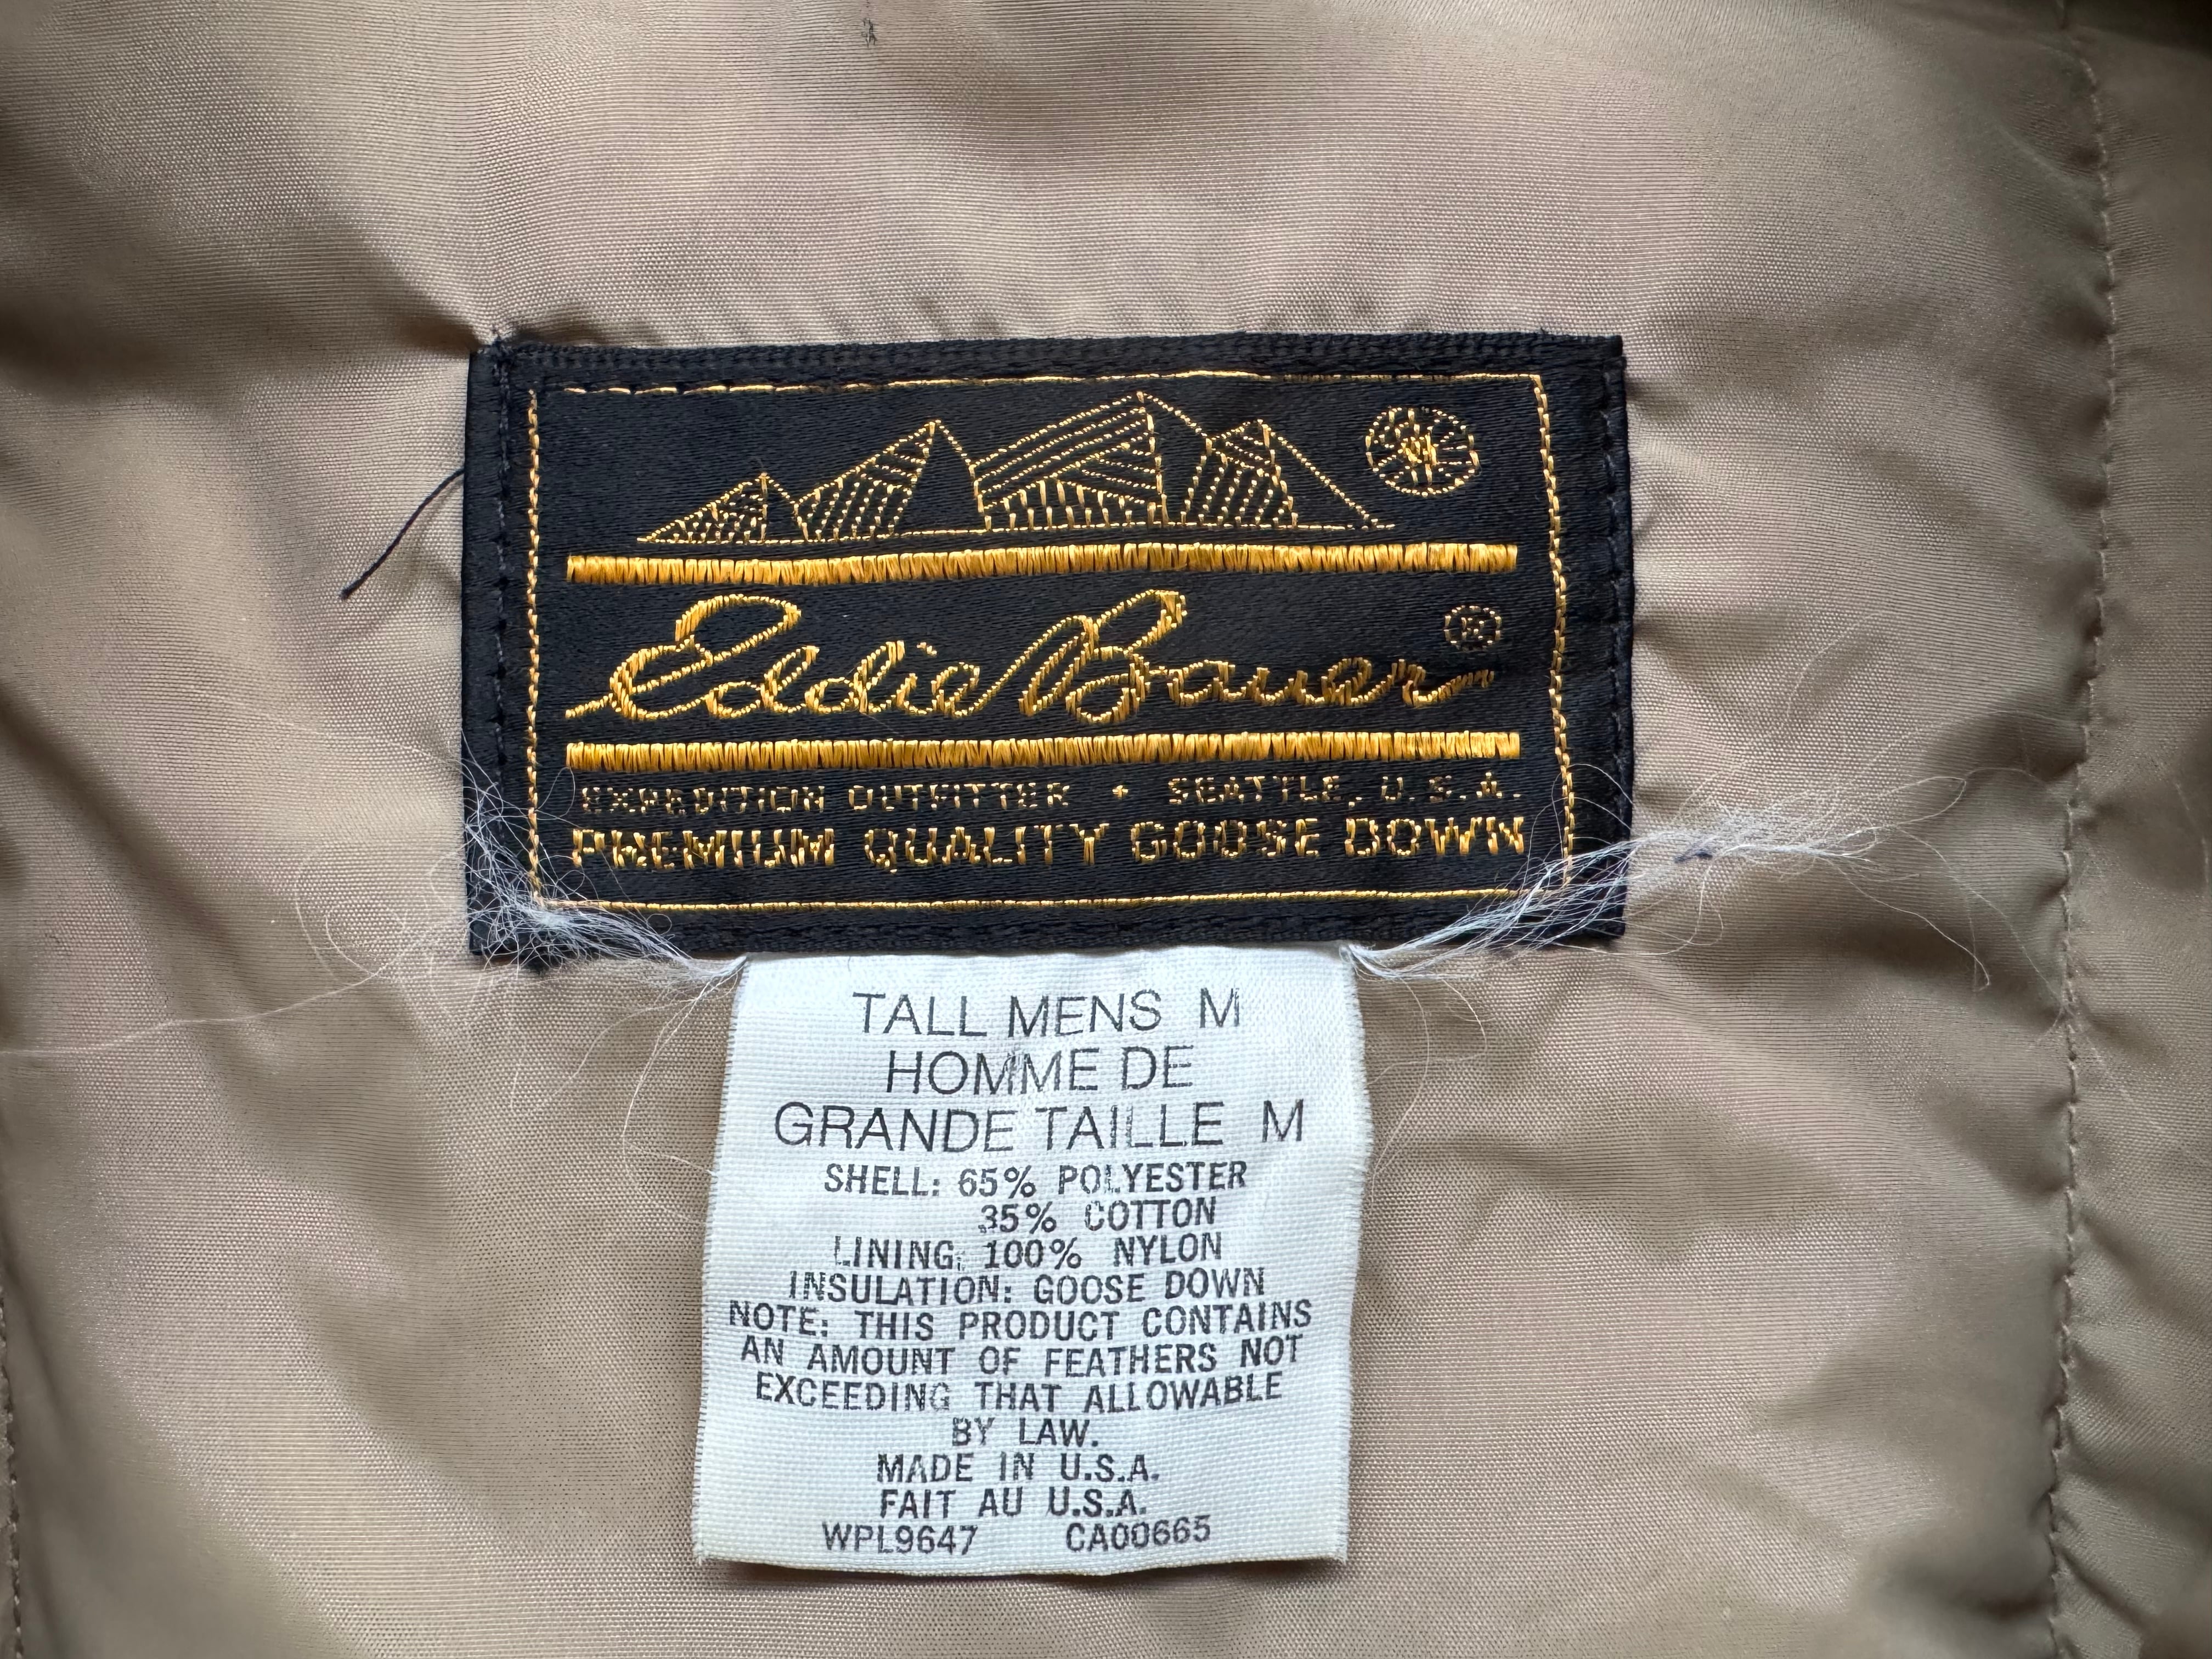 Eddie Bauer ®
EXPEDITION OUTFITTER • SEATTLE, U.S.A.
PREMIUM QUALITY GOOSE DOWN
TALL MENS M
HOMME DE
GRANDE TAILLE M
SHELL: 65% POLYESTER
35% COTTON
LINING: 100% NYLON
INSULATION: GOOSE DOWN
NOTE: THIS PRODUCT CONTAINS
AN AMOUNT OF FEATHERS NOT
EXCEEDING THAT ALLOWABLE
BY LAW.
MADE IN U.S.A.
FAIT AU U.S.A.
WPL9647 CA00665